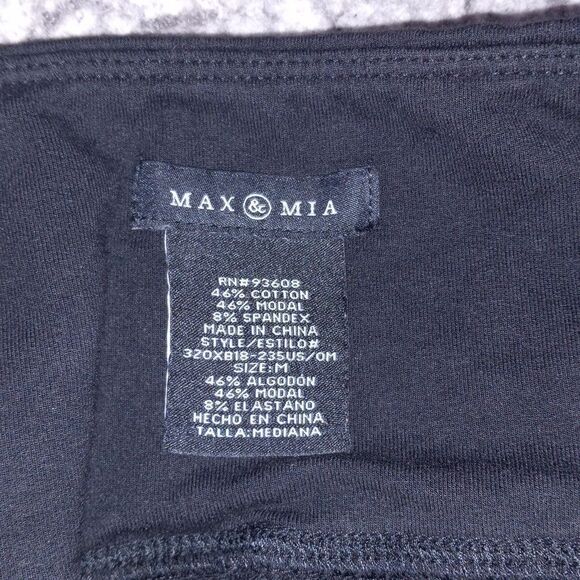 MAX & MIA
RN#93608
46% COTTON
46% MODAL
8% SPANDEX
MADE IN CHINA
STYLE/ESTILO#
320XB18-235US/0M
SIZE:M
46% ALGODÓN
46% MODAL
8% ELASTANO
HECHO EN CHINA
TALLA:MEDIANA